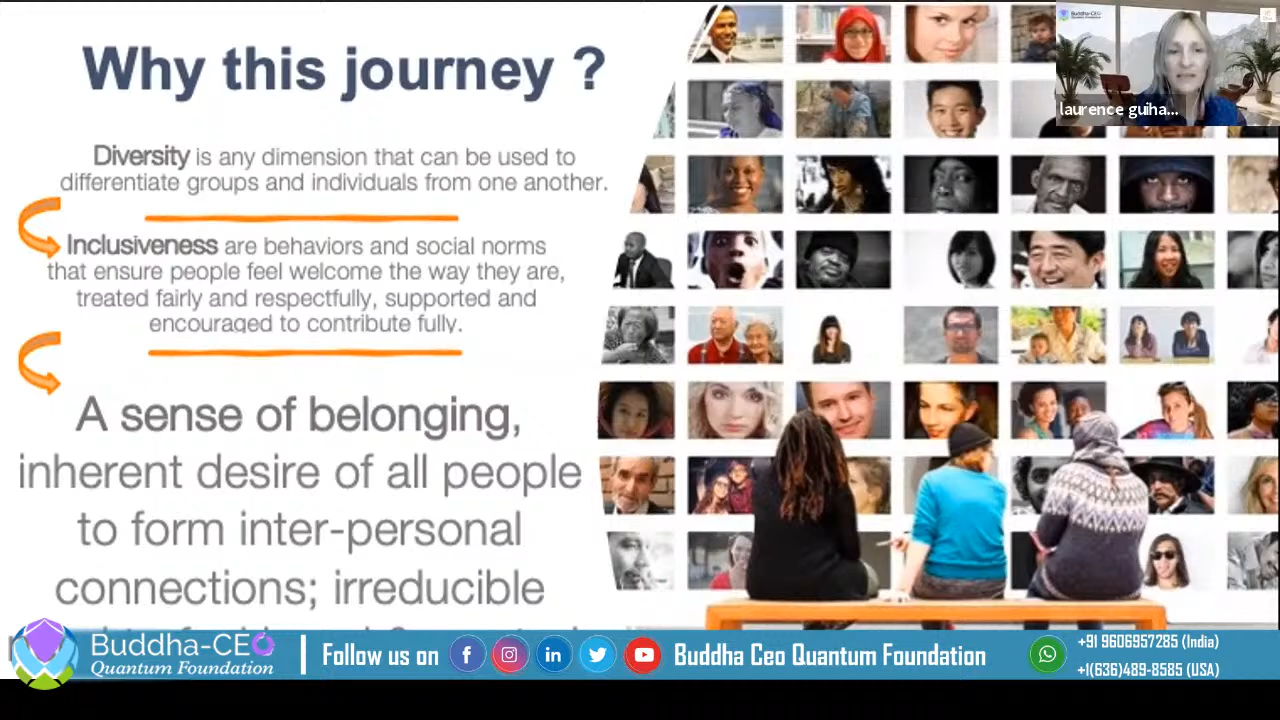 Why this journey ?
Diversity is any dimension that can be used to
differentiate groups and individuals from one another.
Inclusiveness are behaviors and social norms
that ensure people feel welcome the way they are,
treated fairly and respectfully, supported and
encouraged to contribute fully.
A sense of belonging,
inherent desire of all people
to form inter-personal
connections; irreducible
Buddha-CEO
laurence guiha...
Buddha-CEO
Quantum Foundation
Follow us on
Buddha Ceo Quantum Foundation
+91 9606957285 (India)
+1(636)489-8585 (USA)